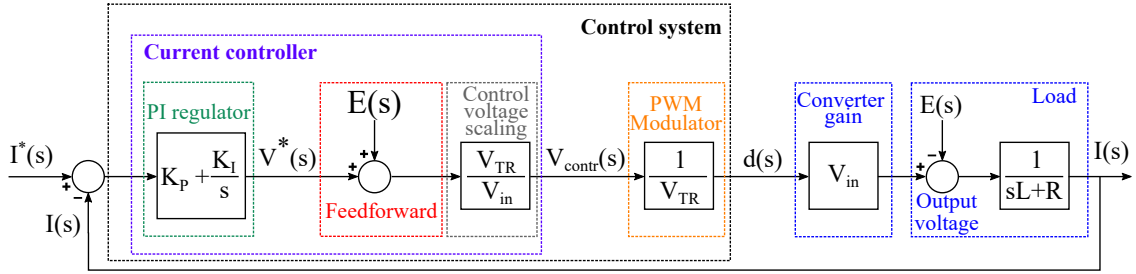 Control system
Current controller
PI regulator
E(s)
Control
voltage
scaling
PWM
Modulator
Converter
gain
Load
E(s)
I*(s)
+
−
I(s)
K_P + K_I/s
V*(s)
+
+
Feedforward
V_TR/V_in
V_contr(s)
1/V_TR
d(s)
V_in
+
−
Output
voltage
1/sL+R
I(s)